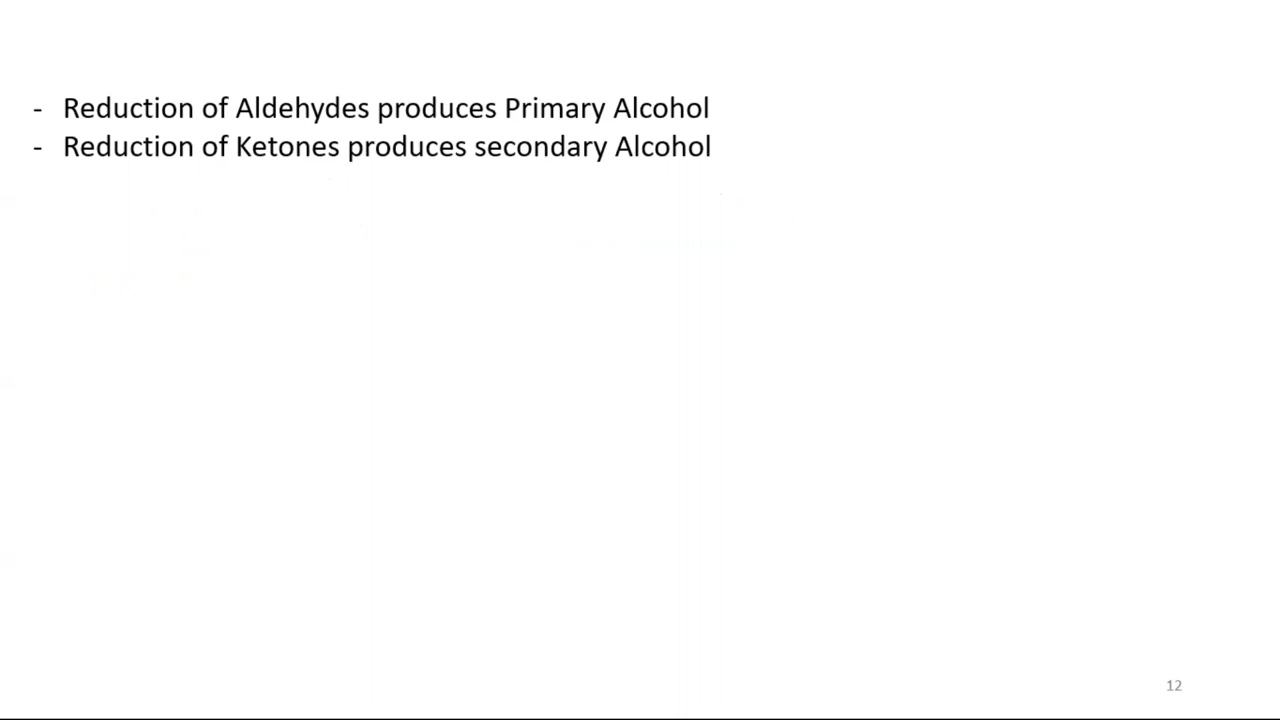 - Reduction of Aldehydes produces Primary Alcohol
- Reduction of Ketones produces secondary Alcohol
12